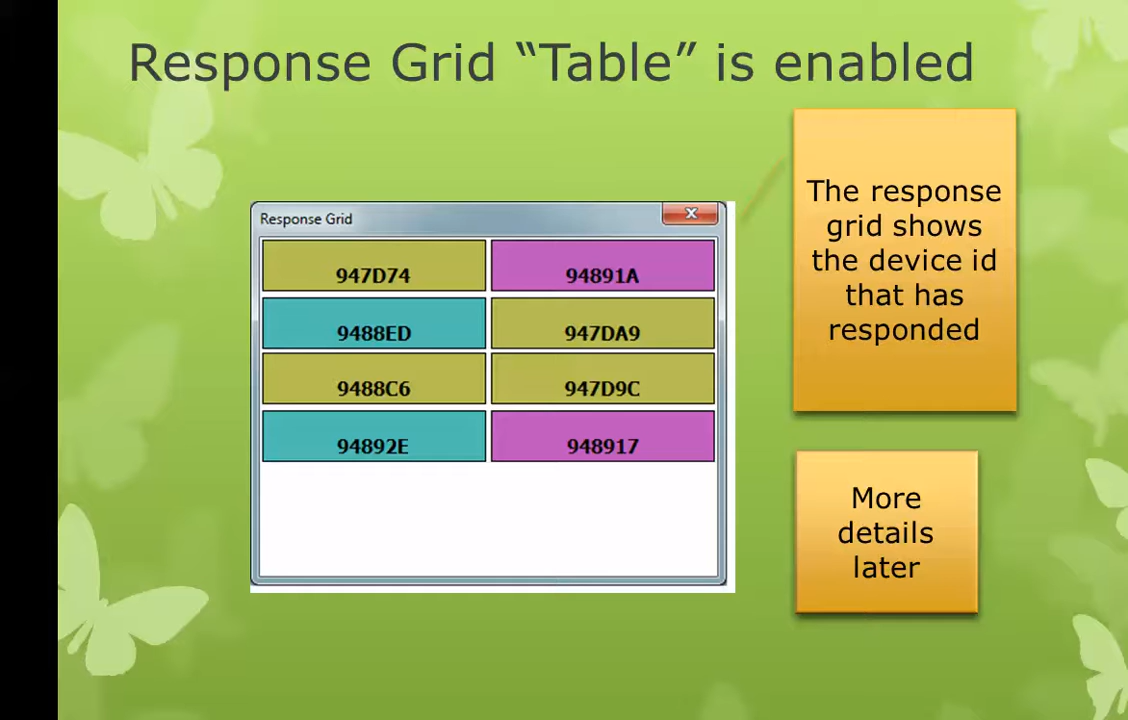 Response Grid “Table” is enabled
The response
grid shows
the device id
that has
responded
Response Grid
947D74 94891A
9488ED 947DA9
9488C6 947D9C
94892E 948917
More
details
later